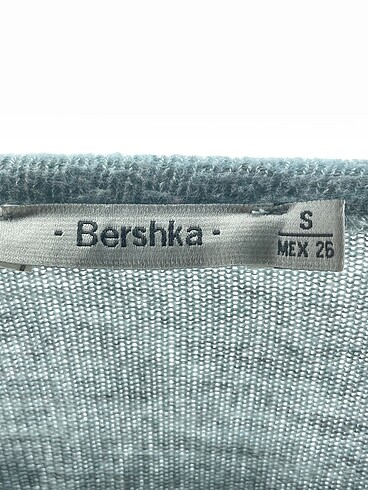 · Bershka ·
S
MEX 26